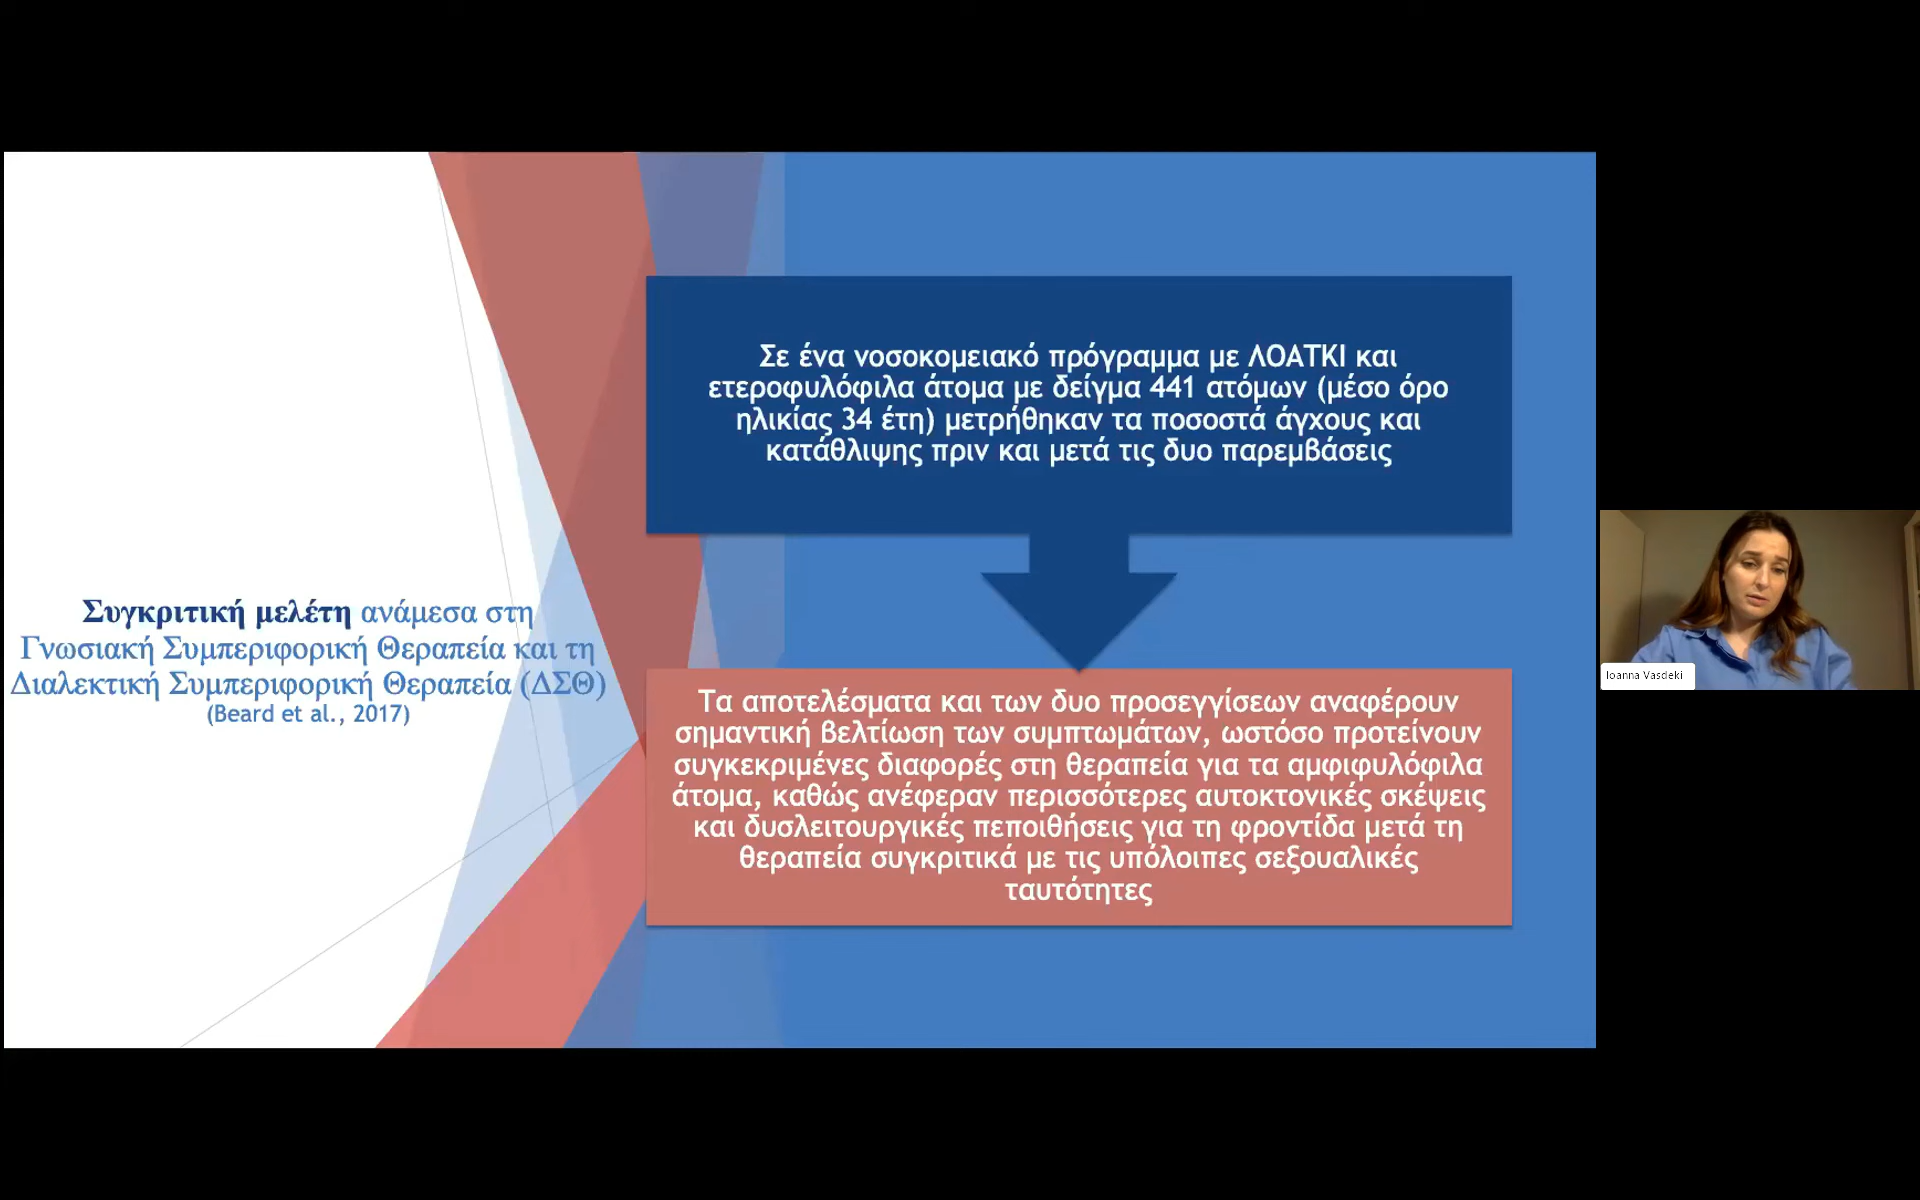 Συγκριτική μελέτη ανάμεσα στη
Γνωσιακή Συμπεριφορική Θεραπεία και τη
Διαλεκτική Συμπεριφορική Θεραπεία (ΔΣΘ)
(Beard et al., 2017)
Σε ένα νοσοκομειακό πρόγραμμα με ΛΟΑΤΚΙ και
ετεροφυλόφιλα άτομα με δείγμα 441 ατόμων (μέσο όρο
ηλικίας 34 έτη) μετρήθηκαν τα ποσοστά άγχους και
κατάθλιψης πριν και μετά τις δυο παρεμβάσεις
Τα αποτελέσματα και των δυο προσεγγίσεων αναφέρουν
σημαντική βελτίωση των συμπτωμάτων, ωστόσο προτείνουν
συγκεκριμένες διαφορές στη θεραπεία για τα αμφιφυλόφιλα
άτομα, καθώς ανέφεραν περισσότερες αυτοκτονικές σκέψεις
και δυσλειτουργικές πεποιθήσεις για τη φροντίδα μετά τη
θεραπεία συγκριτικά με τις υπόλοιπες σεξουαλικές
ταυτότητες
Ioanna Vasdeki